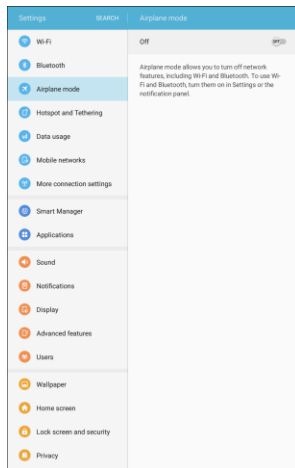 Settings
SEARCH
Airplane mode
Wi-Fi
Bluetooth
Airplane mode
Hotspot and Tethering
Data usage
Mobile networks
More connection settings
Smart Manager
Applications
Sound
Notifications
Display
Advanced features
Users
Wallpaper
Home screen
Lock screen and security
Privacy
Off
OFF
Airplane mode allows you to turn off network
features, including Wi-Fi and Bluetooth. To use Wi-
Fi and Bluetooth, turn them on in Settings or the
notification panel.